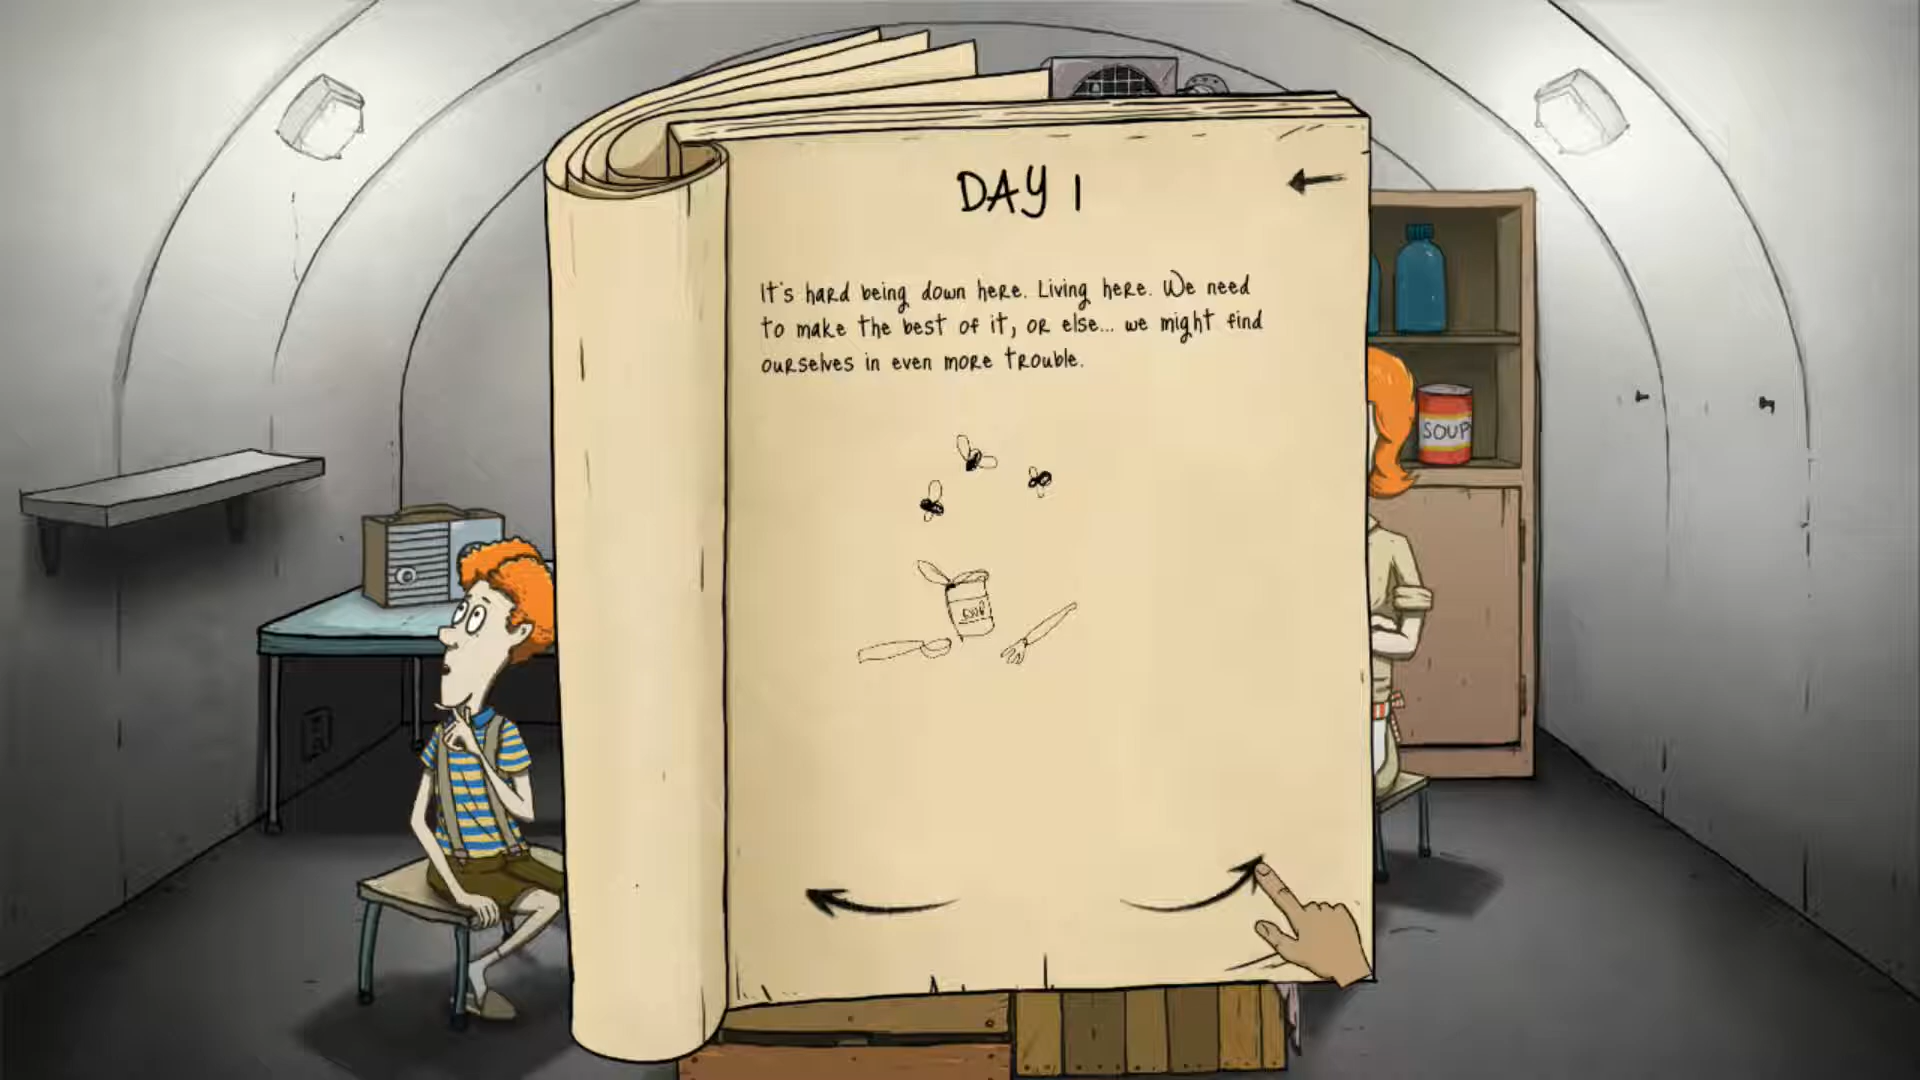 DAY 1
It's hard being down here. Living here. We need
to make the best of it, or else... we might find
ourselves in even more trouble.
SOUP
SOUP